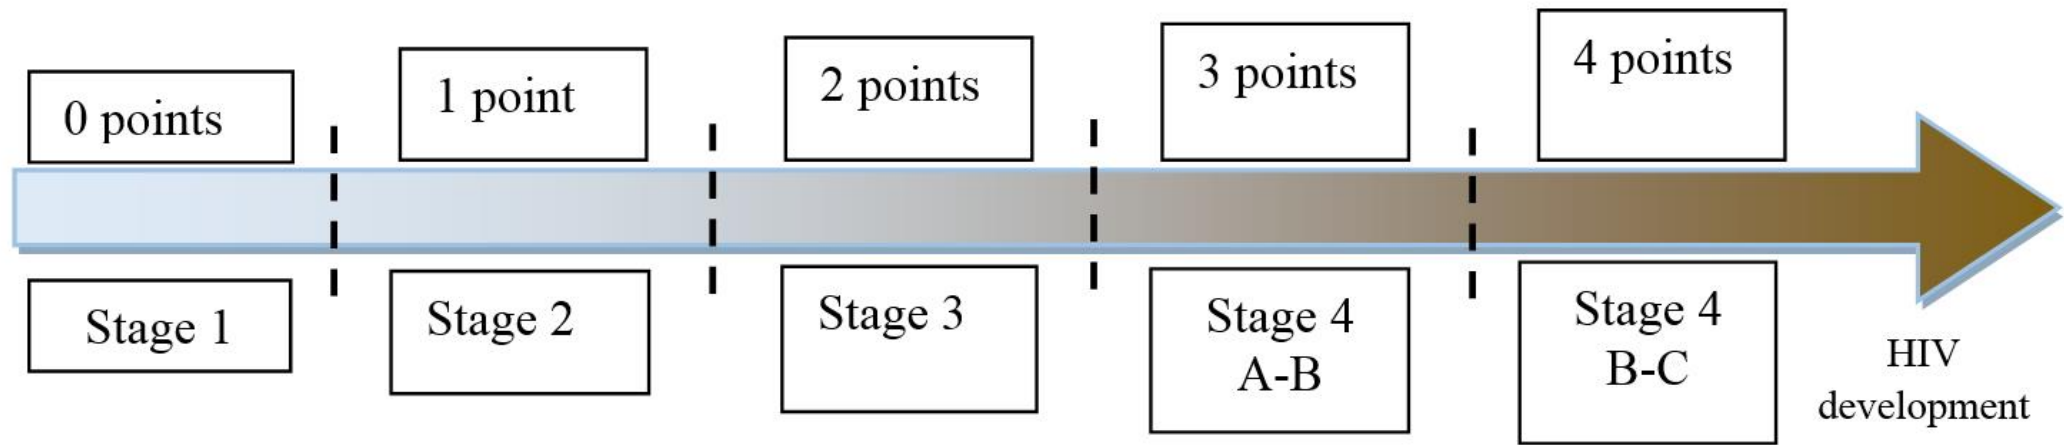 0 points
1 point
2 points
3 points
4 points
Stage 1
Stage 2
Stage 3
Stage 4
A-B
Stage 4
B-C
HIV
development